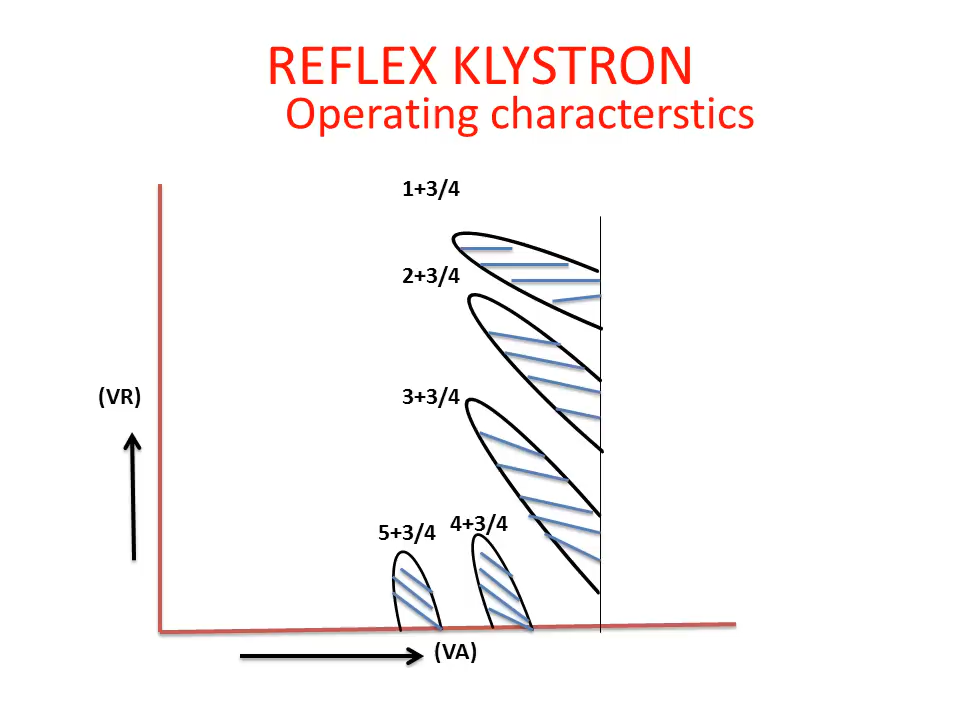 REFLEX KLYSTRON
Operating characterstics
1+3/4
2+3/4
(VR)
3+3/4
5+3/4
4+3/4
(VA)